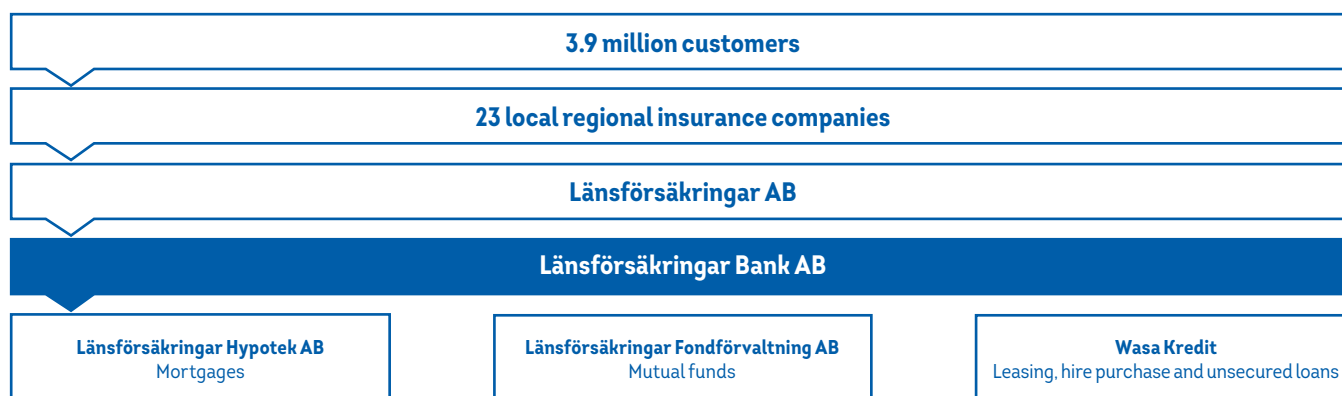 3.9 million customers
23 local regional insurance companies
Länsförsäkringar AB
Länsförsäkringar Bank AB
Länsförsäkringar Hypotek AB
Mortgages
Länsförsäkringar Fondförvaltning AB
Mutual funds
Wasa Kredit
Leasing, hire purchase and unsecured loans